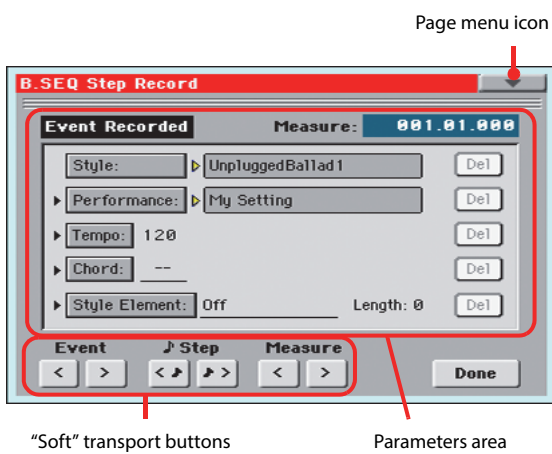 Page menu icon
B.SEQ Step Record
Event Recorded Measure: 001.01.000
Style: UnpluggedBallad1 Del
Performance: My Setting Del
Tempo: 120 Del
Chord: -- Del
Style Element: Off Length: 0 Del
Event ♪ Step Measure
< > < ♪ ♪ > < > Done
“Soft” transport buttons Parameters area